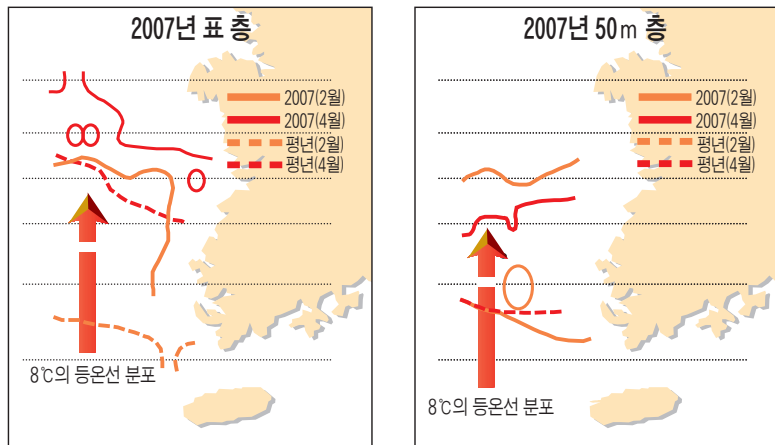 2007년 표 층
2007(2월)
2007(4월)
평년(2월)
평년(4월)
8℃의 등온선 분포
2007년 50m 층
2007(2월)
2007(4월)
평년(2월)
평년(4월)
8℃의 등온선 분포